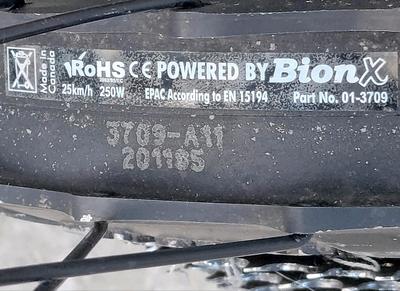 Made in Canada
RoHS CE POWERED BY BionX
25km/h 250W EPAC According to EN 15194 Part No. 01-3709
3709-A11
201185